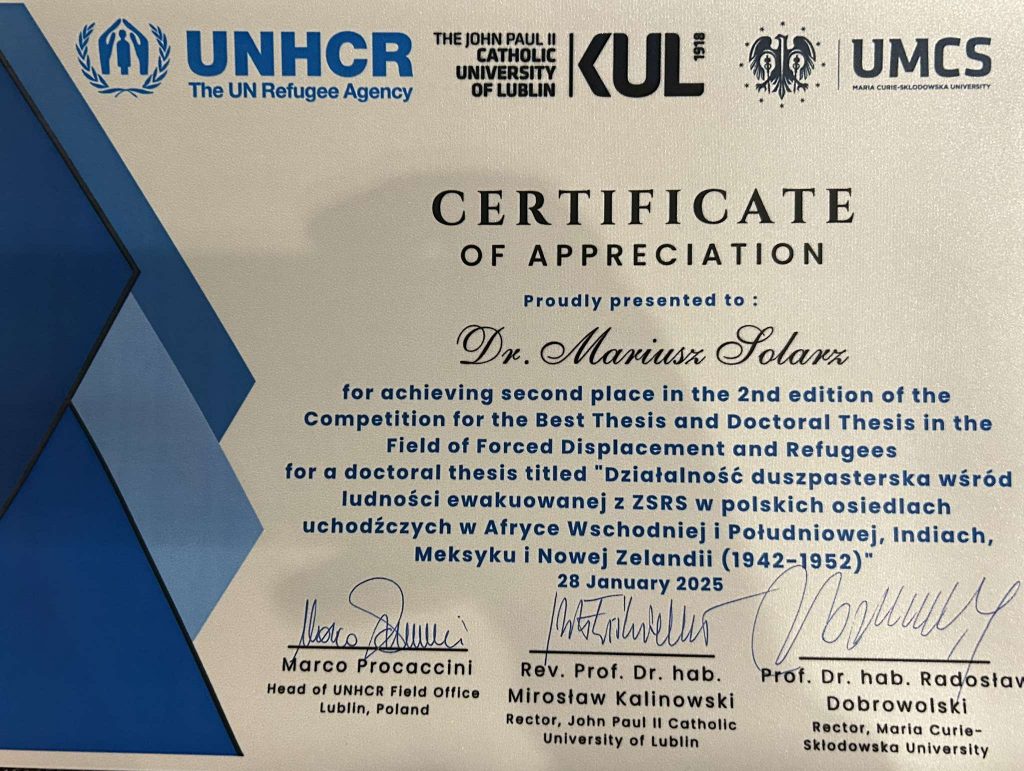 UNHCR
The UN Refugee Agency
THE JOHN PAUL II
CATHOLIC
UNIVERSITY
OF LUBLIN
KUL
1918
UMCS
MARIA CURIE-SKŁODOWSKA UNIVERSITY
CERTIFICATE
OF APPRECIATION
Proudly presented to :
Dr. Mariusz Solarz
for achieving second place in the 2nd edition of the
Competition for the Best Thesis and Doctoral Thesis in the
Field of Forced Displacement and Refugees
for a doctoral thesis titled "Działalność duszpasterska wśród
ludności ewakuowanej z ZSRS w polskich osiedlach
uchodźczych w Afryce Wschodniej i Południowej, Indiach,
Meksyku i Nowej Zelandii (1942-1952)"
28 January 2025
Marco Procaccini
Head of UNHCR Field Office
Lublin, Poland
Rev. Prof. Dr. hab.
Mirosław Kalinowski
Rector, John Paul II Catholic
University of Lublin
Prof. Dr. hab. Radosław
Dobrowolski
Rector, Maria Curie-
Skłodowska University